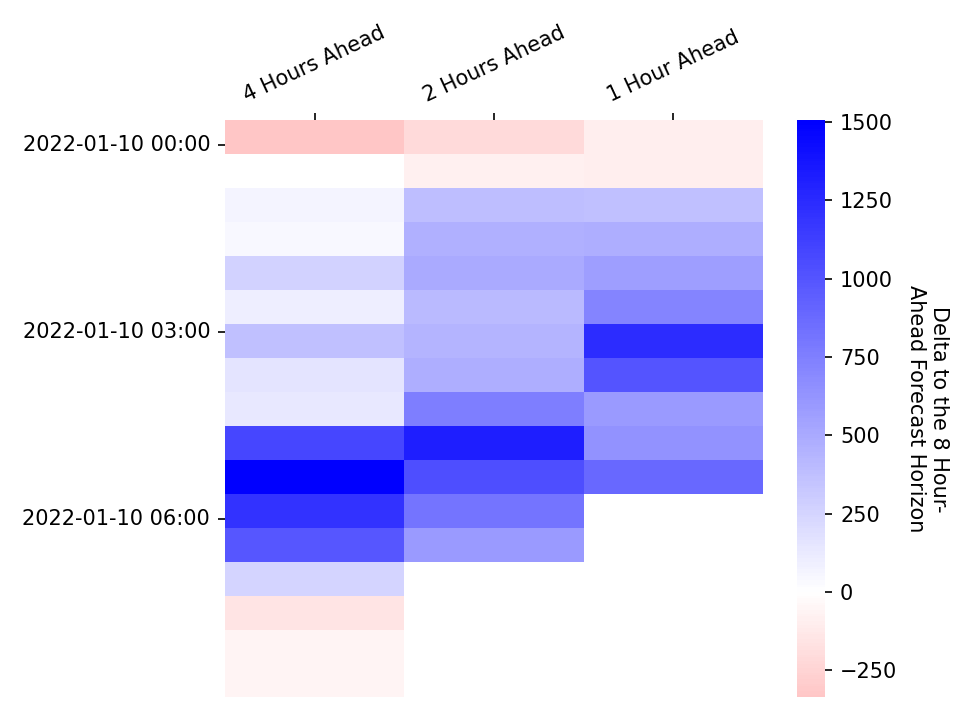 4 Hours Ahead
2 Hours Ahead
1 Hour Ahead
2022-01-10 00:00
2022-01-10 03:00
2022-01-10 06:00
1500
1250
1000
750
500
250
0
−250
Delta to the 8 Hour-
Ahead Forecast Horizon